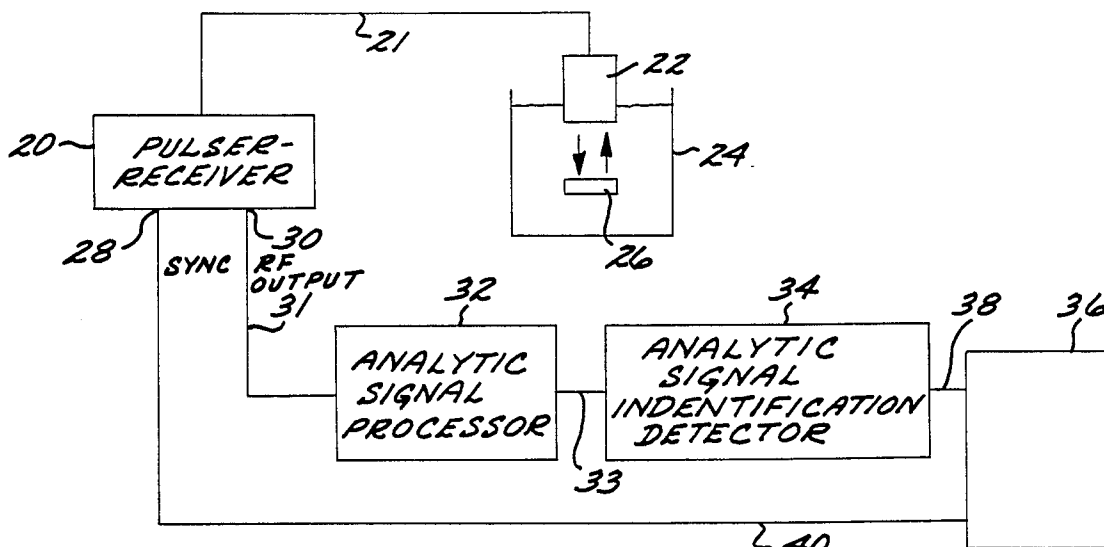 21
22
20
PULSER-
RECEIVER
24
26
28
30
SYNC
RF
OUTPUT
31
32
34
38
36
ANALYTIC
SIGNAL
PROCESSOR
ANALYTIC
SIGNAL
INDENTIFICATION
DETECTOR
33
40